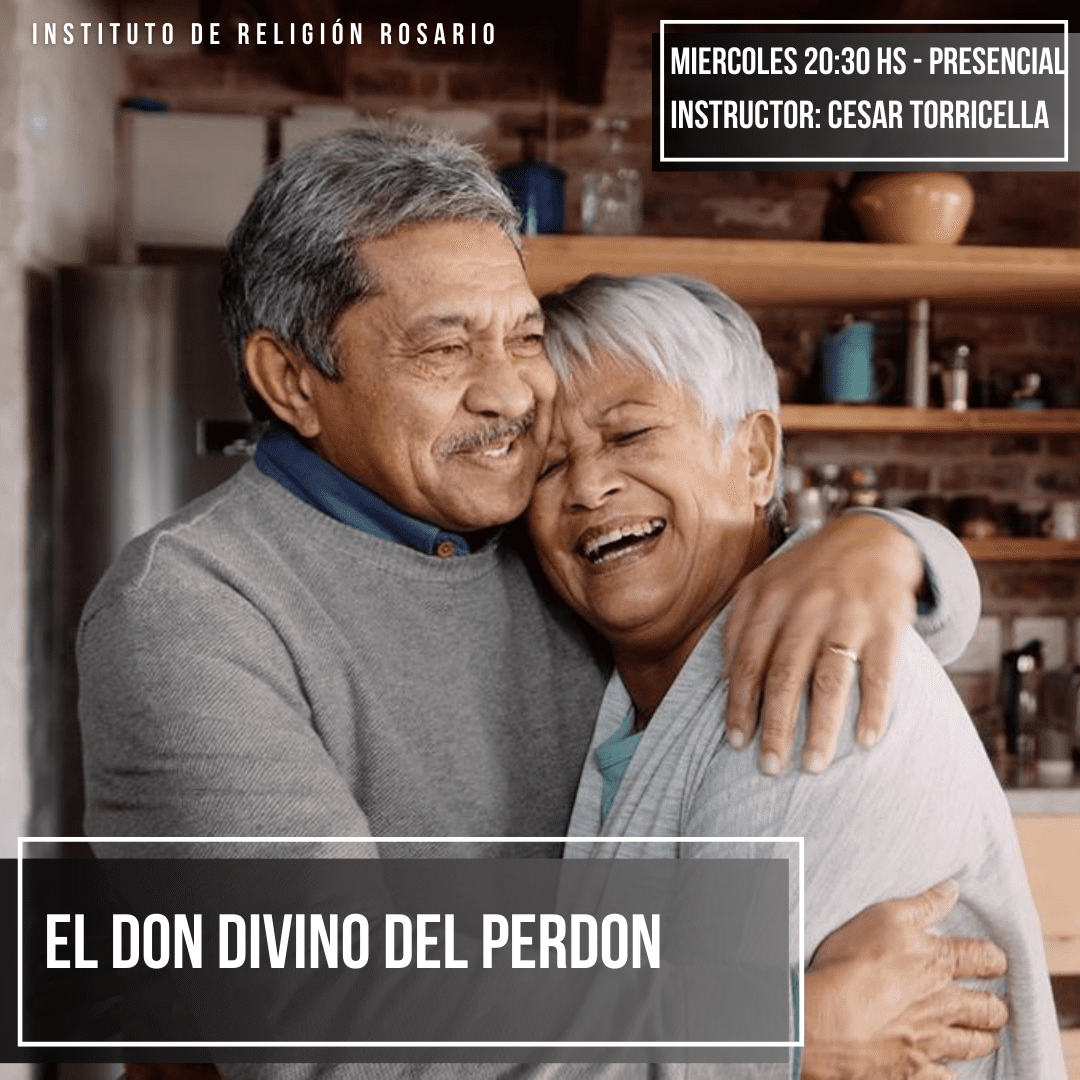 INSTITUTO DE RELIGIÓN ROSARIO
MIERCOLES 20:30 HS - PRESENCIAL
INSTRUCTOR: CESAR TORRICELLA
EL DON DIVINO DEL PERDON